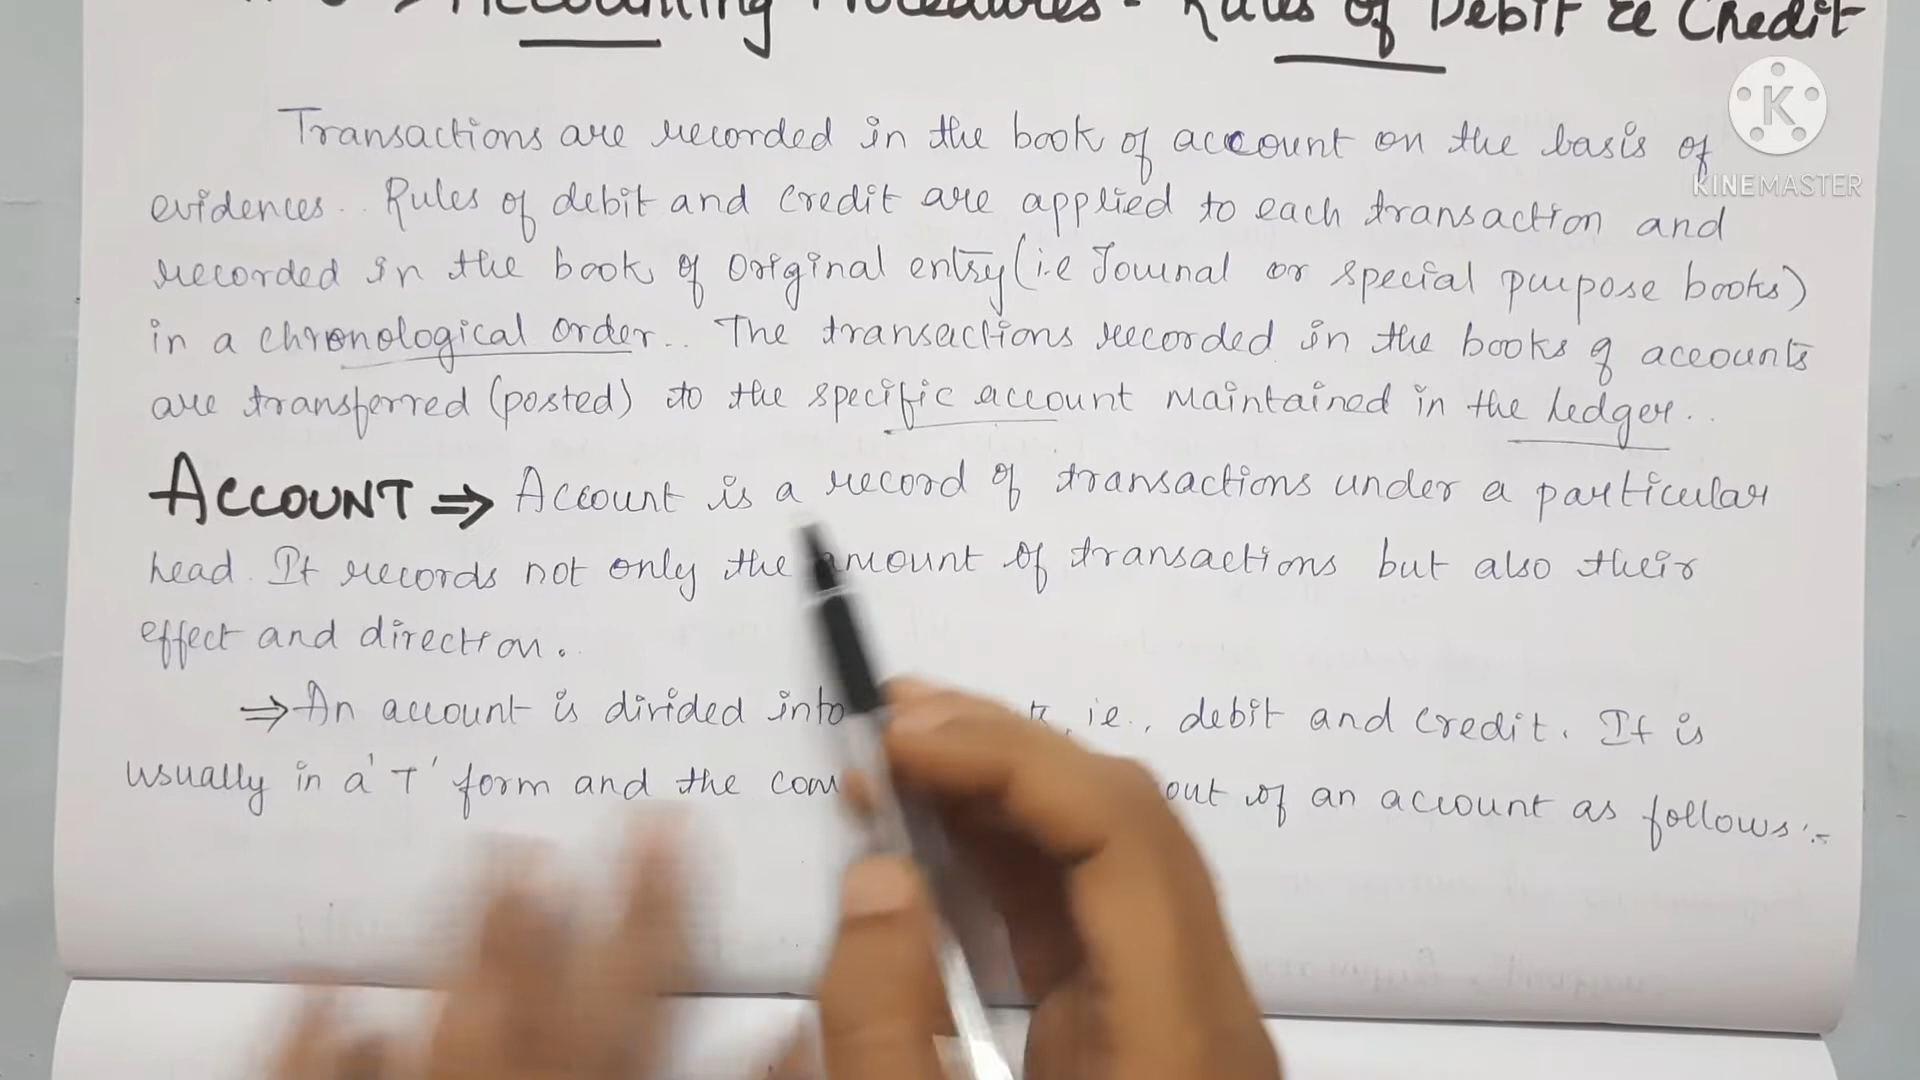 Accounting Procedures - Rules of Debit & Credit
Transactions are recorded in the book of account on the basis of
evidences.. Rules of debit and credit are applied to each transaction and
recorded in the book of original entry (i.e Journal or special purpose books)
in a chronological order.. The transactions recorded in the books of accounts
are transferred (posted) to the specific account maintained in the ledger..
ACCOUNT ⇒ Account is a record of transactions under a particular
head. It records not only the amount of transactions but also their
effect and direction.
⇒ An account is divided into i.e., debit and credit. It is
usually in a 'T' form and the of an account as follows:-
K
KINEMASTER